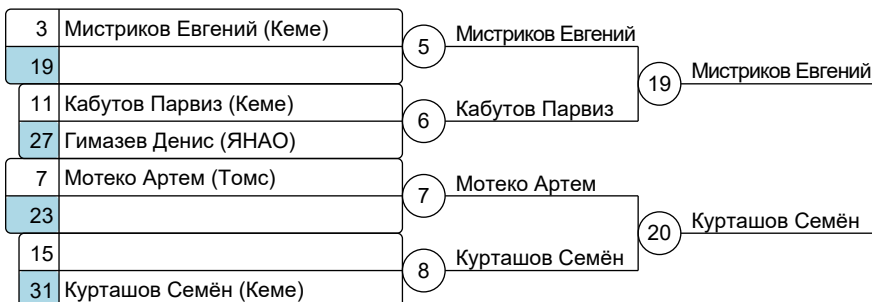 3 Мистриков Евгений (Кеме)
19
11 Кабутов Парвиз (Кеме)
27 Гимазев Денис (ЯНАО)
7 Мотеко Артем (Томс)
23
15
31 Курташов Семён (Кеме)
5 Мистриков Евгений
6 Кабутов Парвиз
7 Мотеко Артем
8 Курташов Семён
19 Мистриков Евгений
20 Курташов Семён